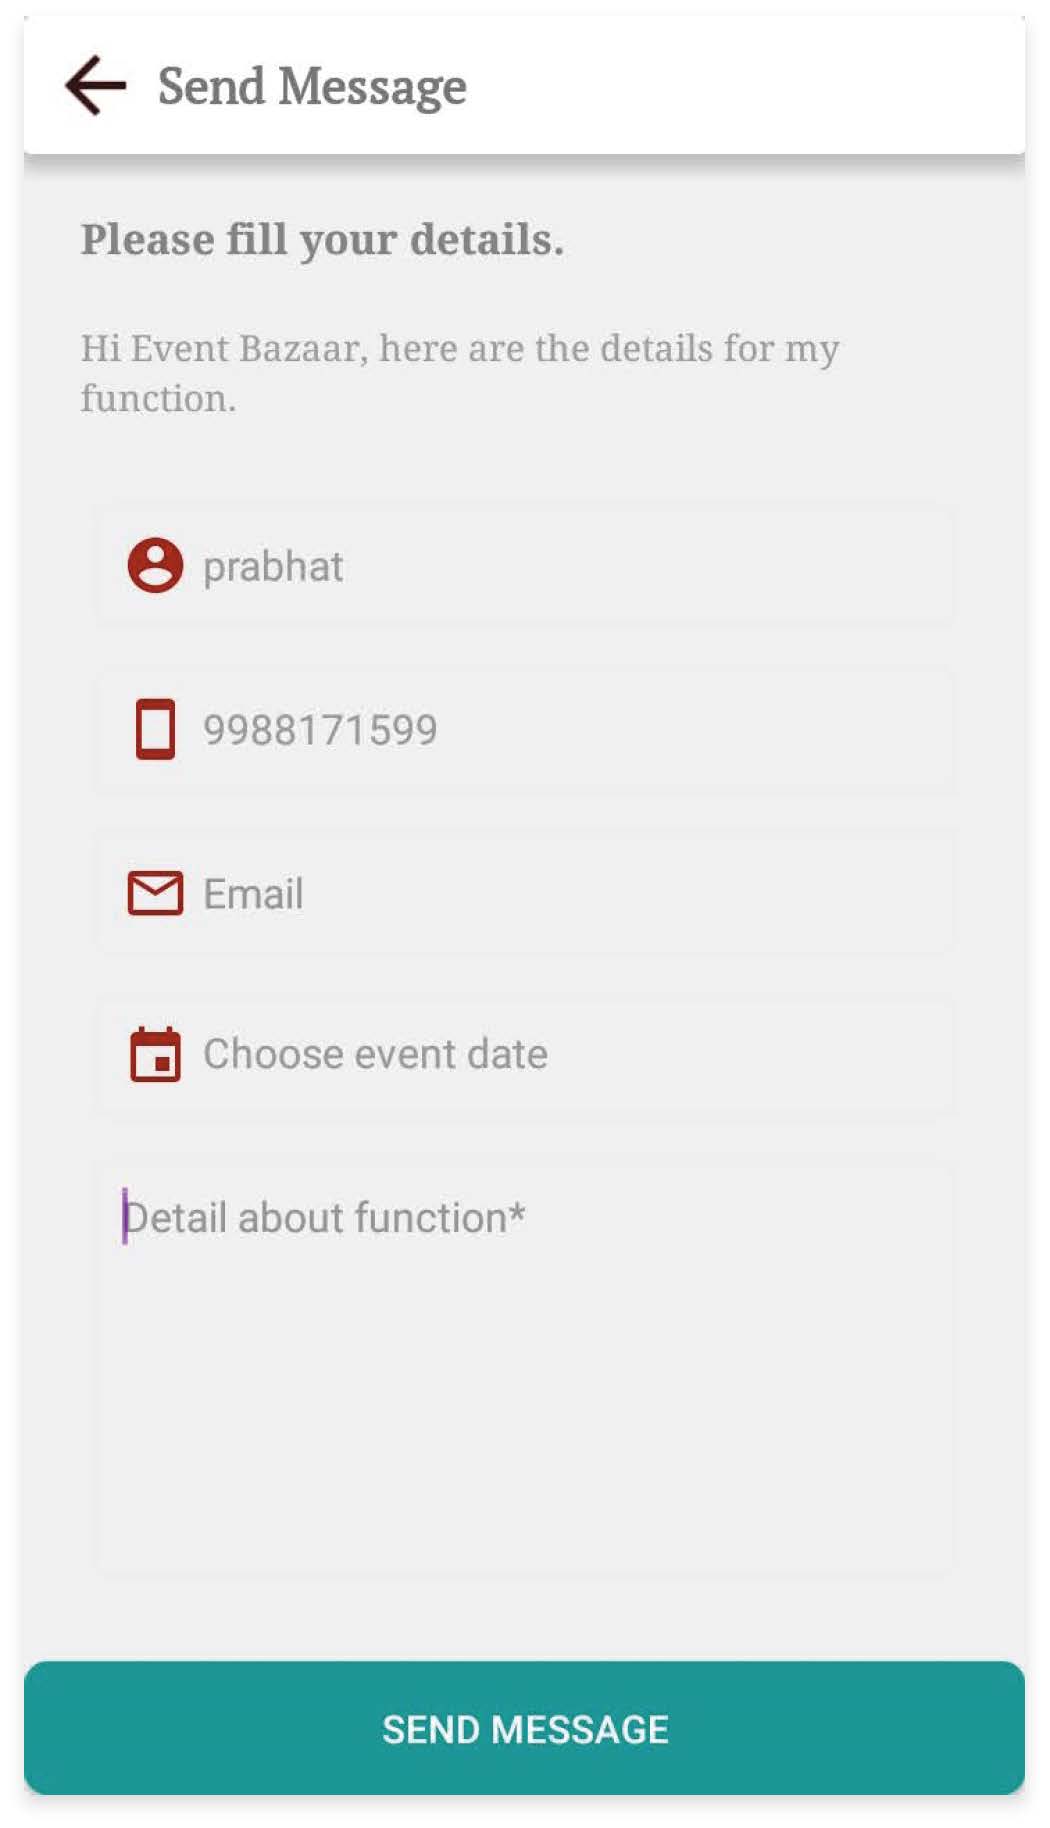 Send Message
Please fill your details.
Hi Event Bazaar, here are the details for my
function.
prabhat
9988171599
Email
Choose event date
Detail about function*
SEND MESSAGE